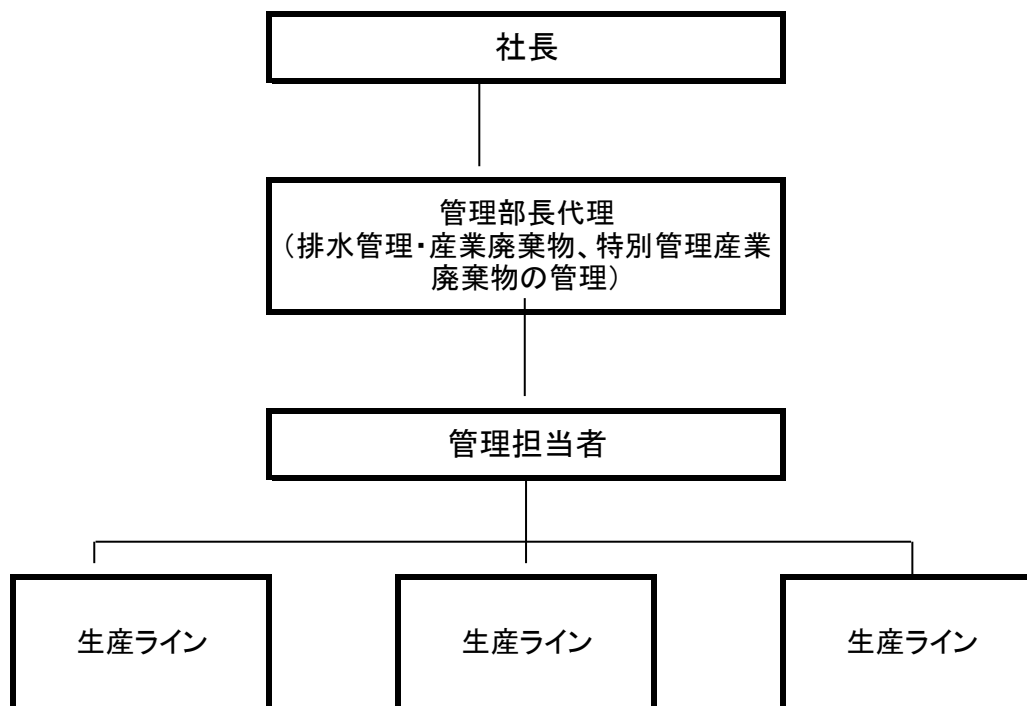 社長
管理部長代理
（排水管理・産業廃棄物、特別管理産業
廃棄物の管理）
管理担当者
生産ライン
生産ライン
生産ライン